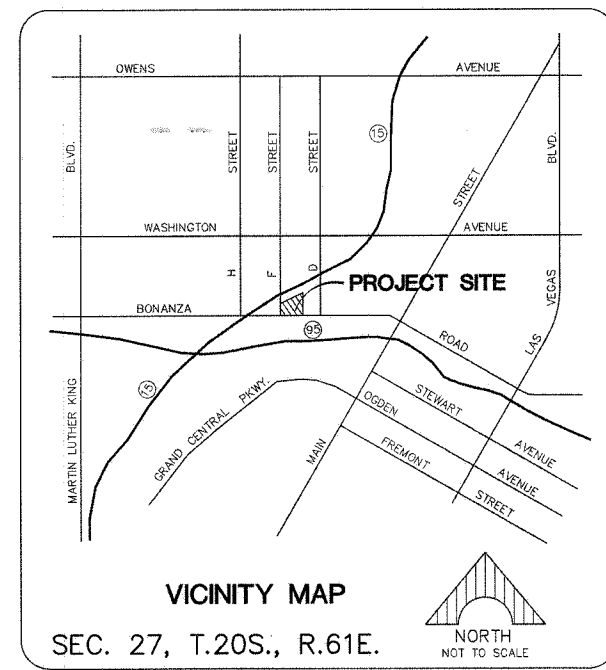 OWENS AVENUE
BLVD.
STREET
STREET
15
STREET
BLVD.
WASHINGTON AVENUE
H
F
D
PROJECT SITE
VEGAS
BONANZA
95
ROAD
LAS
MARTIN LUTHER KING
15
GRAND CENTRAL PKWY.
MAIN
OGDEN
STEWART
AVENUE
FREMONT
AVENUE
STREET
VICINITY MAP
SEC. 27, T.20S., R.61E.
NORTH
NOT TO SCALE